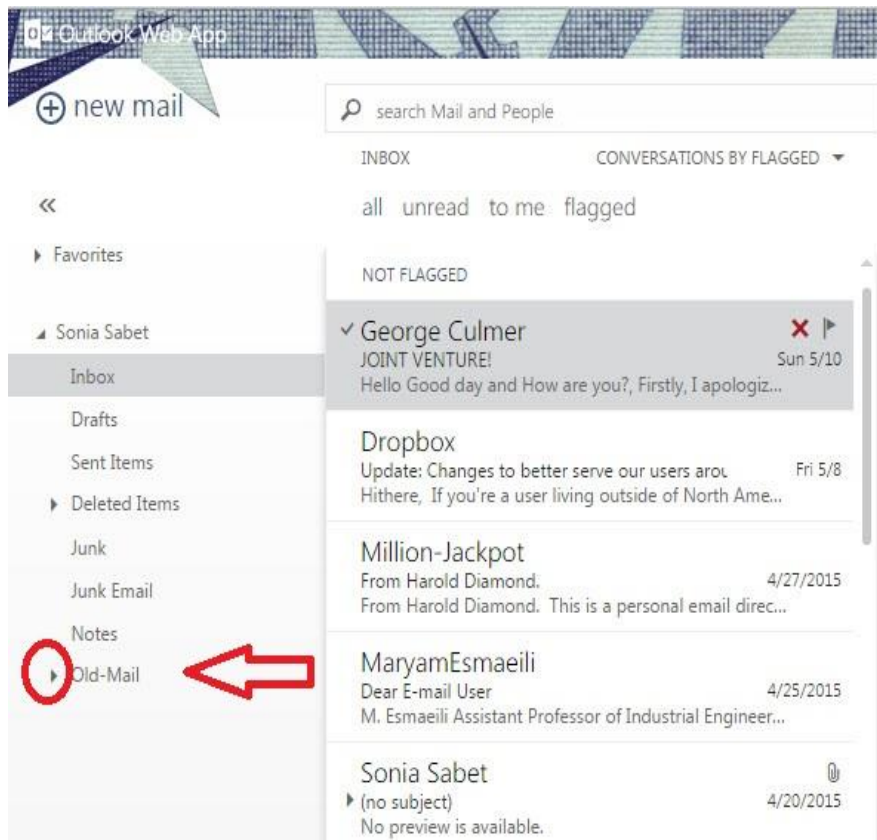 Outlook Web App
new mail
search Mail and People
INBOX CONVERSATIONS BY FLAGGED
all unread to me flagged
Favorites
NOT FLAGGED
Sonia Sabet
Inbox
Drafts
Sent Items
Deleted Items
Junk
Junk Email
Notes
Old-Mail
George Culmer
JOINT VENTURE! Sun 5/10
Hello Good day and How are you?, Firstly, I apologiz...
Dropbox
Update: Changes to better serve our users arou Fri 5/8
Hithere, If you're a user living outside of North Ame...
Million-Jackpot
From Harold Diamond. 4/27/2015
From Harold Diamond. This is a personal email direc...
MaryamEsmaeili
Dear E-mail User 4/25/2015
M. Esmaeili Assistant Professor of Industrial Engineer...
Sonia Sabet
(no subject) 4/20/2015
No preview is available.